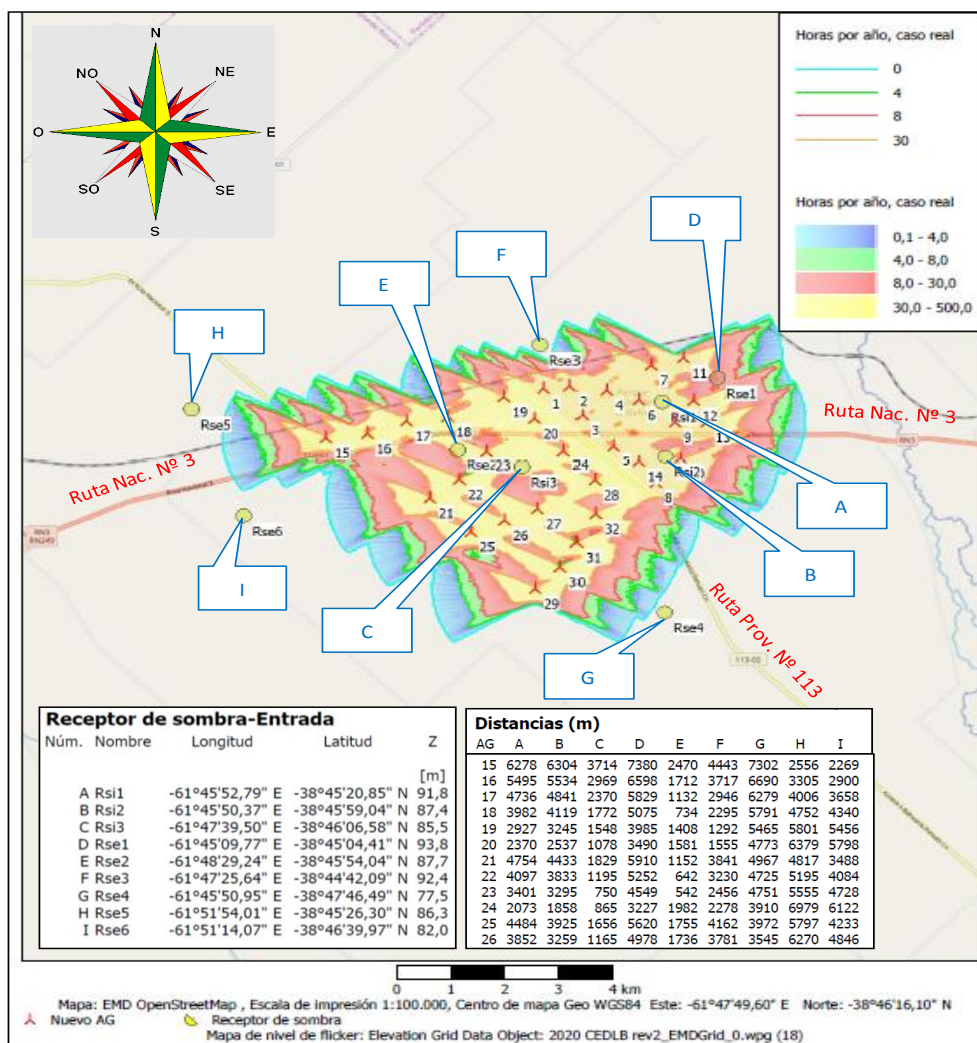 N
NO
NE
O
E
SO
SE
S
Horas por año, caso real
0
4
8
30
Horas por año, caso real
0,1 - 4,0
4,0 - 8,0
8,0 - 30,0
30,0 - 500,0
D
F
E
H
Rse3
11
7
Rse1
1
2
4
6
Rsi1
12
19
Rse5
18
20
3
9
13
17
15
16
Rse2
23
24
5
14
Rsi2
Ruta Nac. Nº 3
Ruta Nac. Nº 3
RN3
Rsi3
22
28
8
A
21
27
32
RN3
RN249
Rse6
26
25
31
B
I
30
29
C
Rse4
G
Ruta Prov. Nº 113
113-02
Receptor de sombra-Entrada
Núm. Nombre Longitud Latitud Z
[m]
A Rsi1 -61°45'52,79" E -38°45'20,85" N 91,8
B Rsi2 -61°45'50,37" E -38°45'59,04" N 87,4
C Rsi3 -61°47'39,50" E -38°46'06,58" N 85,5
D Rse1 -61°45'09,77" E -38°45'04,41" N 93,8
E Rse2 -61°48'29,24" E -38°45'54,04" N 87,7
F Rse3 -61°47'25,64" E -38°44'42,09" N 92,4
G Rse4 -61°45'50,95" E -38°47'46,49" N 77,5
H Rse5 -61°51'54,01" E -38°45'26,30" N 86,3
I Rse6 -61°51'14,07" E -38°46'39,97" N 82,0
Distancias (m)
AG A B C D E F G H I
15 6278 6304 3714 7380 2470 4443 7302 2556 2269
16 5495 5534 2969 6598 1712 3717 6690 3305 2900
17 4736 4841 2370 5829 1132 2946 6279 4006 3658
18 3982 4119 1772 5075 734 2295 5791 4752 4340
19 2927 3245 1548 3985 1408 1292 5465 5801 5456
20 2370 2537 1078 3490 1581 1555 4773 6379 5798
21 4754 4433 1829 5910 1152 3841 4967 4817 3488
22 4097 3833 1195 5252 642 3230 4725 5195 4084
23 3401 3295 750 4549 542 2456 4751 5555 4728
24 2073 1858 865 3227 1982 2278 3910 6979 6122
25 4484 3925 1656 5620 1755 4162 3972 5797 4233
26 3852 3259 1165 4978 1736 3781 3545 6270 4846
0 1 2 3 4 km
Mapa: EMD OpenStreetMap , Escala de impresión 1:100.000, Centro de mapa Geo WGS84 Este: -61°47'49,60" E Norte: -38°46'16,10" N
Nuevo AG Receptor de sombra
Mapa de nivel de flicker: Elevation Grid Data Object: 2020 CEDLB rev2_EMDGrid_0.wpg (18)